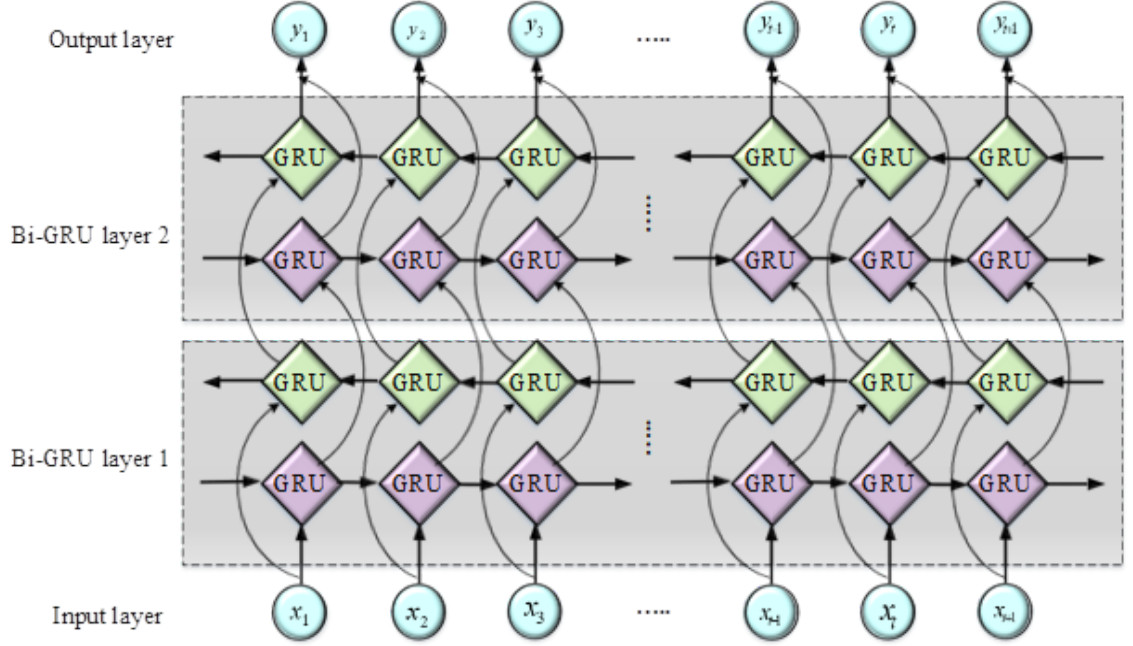 Output layer y₁ y₂ y₃ ..... yₜ₋₁ yₜ yₜ₊₁
GRU GRU GRU GRU GRU GRU
Bi-GRU layer 2
GRU GRU GRU GRU GRU GRU
GRU GRU GRU GRU GRU GRU
Bi-GRU layer 1
GRU GRU GRU GRU GRU GRU
Input layer x₁ x₂ x₃ ..... xₜ₋₁ xₜ xₜ₊₁